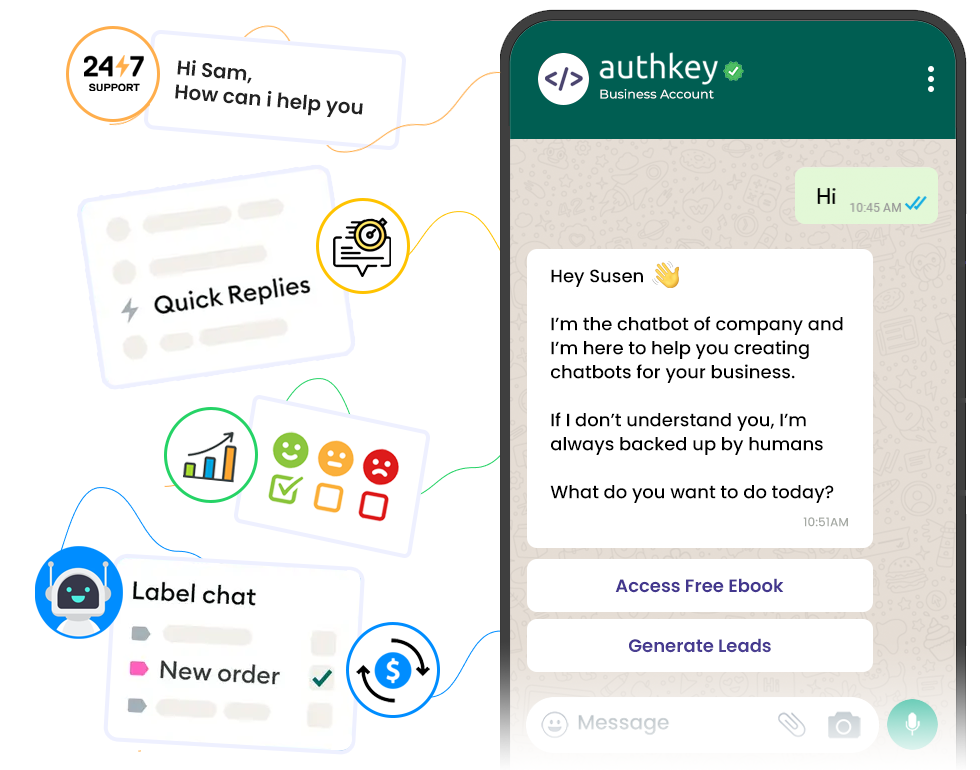 24⚡7
SUPPORT
Hi Sam,
How can i help you
Quick Replies
Label chat
New order
$
</>
authkey
Business Account
Hi
10:45 AM
Hey Susen 👋
I’m the chatbot of company and
I’m here to help you creating
chatbots for your business.
If I don’t understand you, I’m
always backed up by humans
What do you want to do today?
10:51AM
Access Free Ebook
Generate Leads
Message